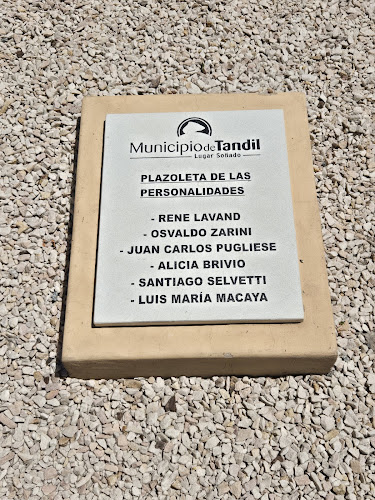 Municipio de Tandil
Lugar Soñado
PLAZOLETA DE LAS
PERSONALIDADES
- RENE LAVAND
- OSVALDO ZARINI
- JUAN CARLOS PUGLIESE
- ALICIA BRIVIO
- SANTIAGO SELVETTI
- LUIS MARÍA MACAYA